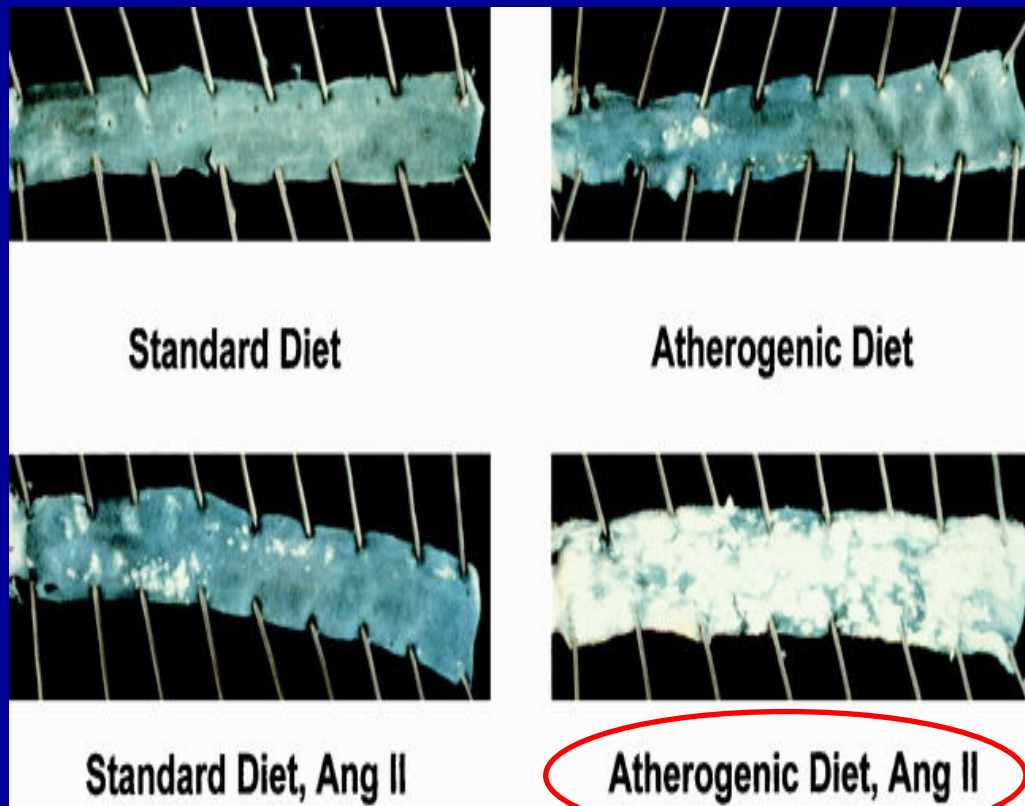 Standard Diet
Atherogenic Diet
Standard Diet, Ang II
Atherogenic Diet, Ang II